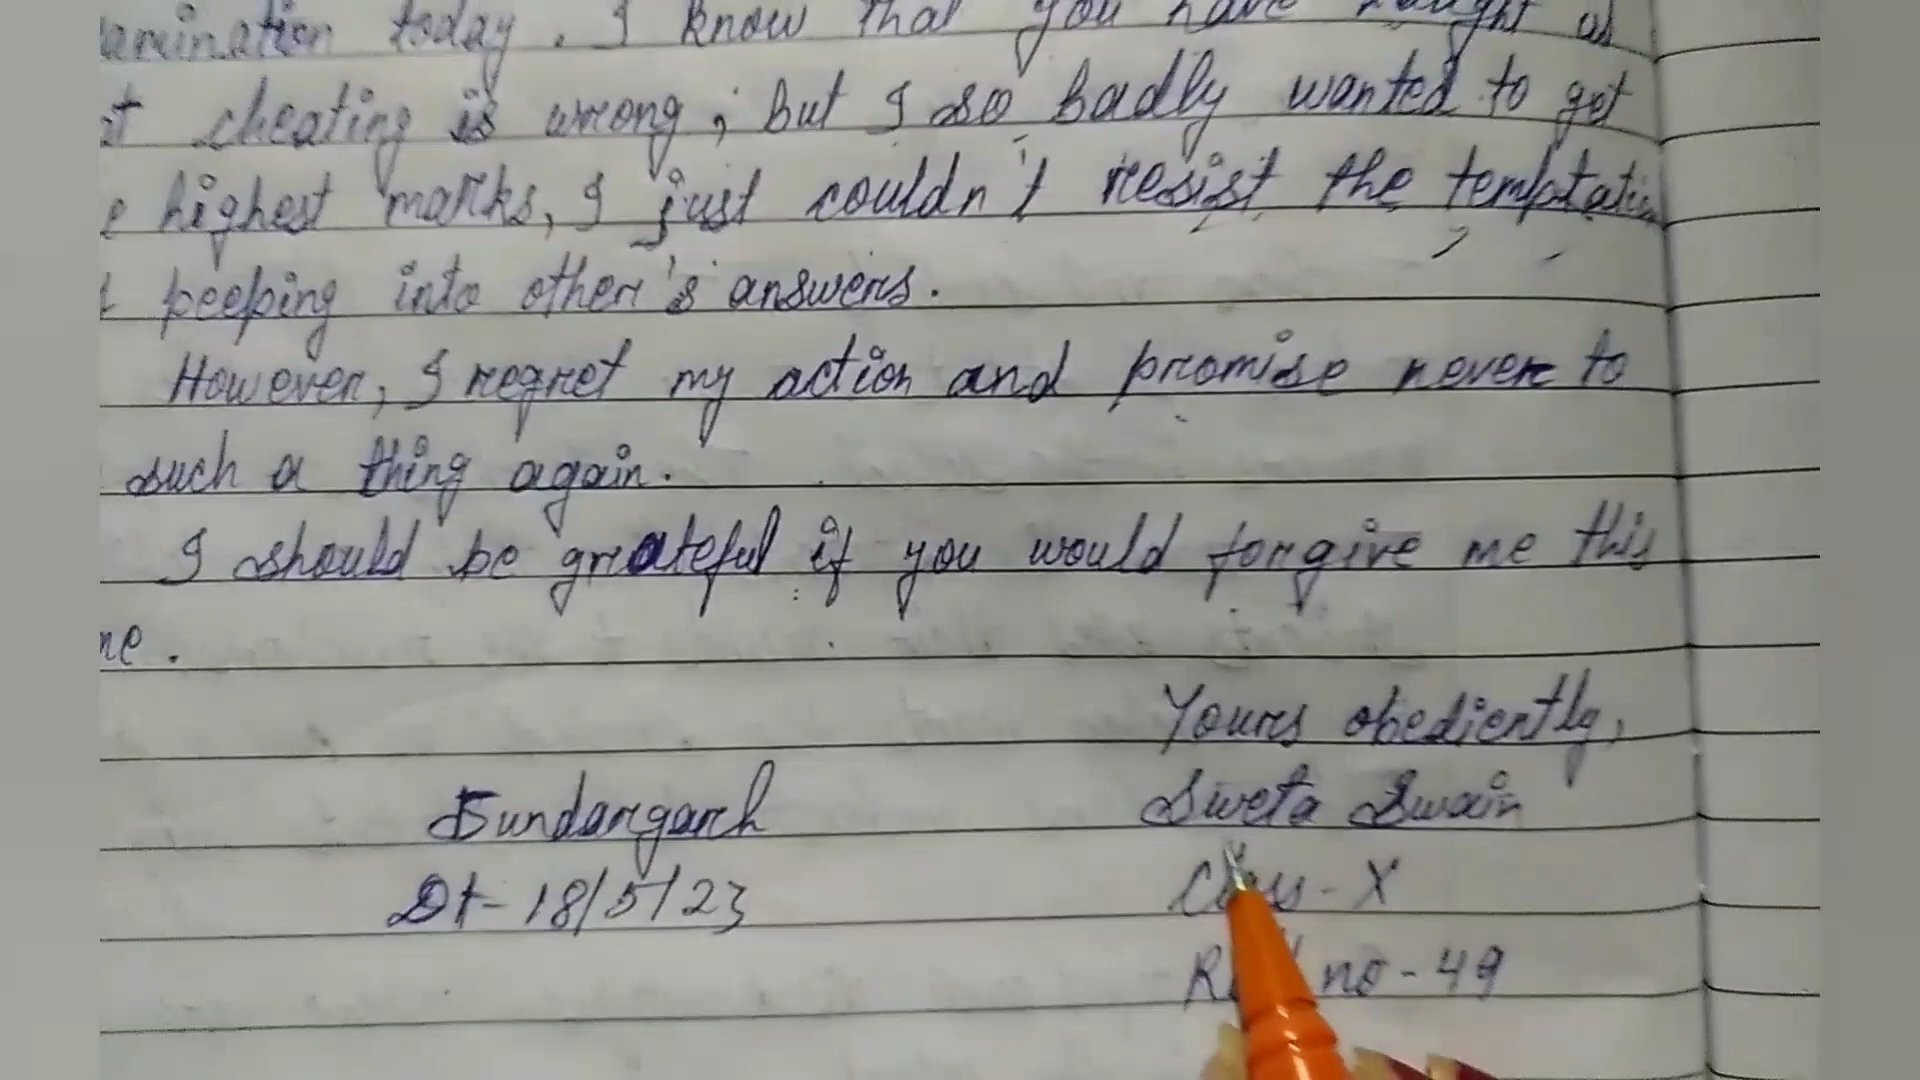 amination today. I know that you have taught us
t cheating is wrong, but I so badly wanted to get
e highest marks, I just couldn't resist the temptation
peeping into other's answers.
However, I regret my action and promise never to
such a thing again.
I should be grateful if you would forgive me this
me.
Yours obediently,
Sundargarh Sweta Swain
Dt- 18/5/23 Class - X
Roll no - 49